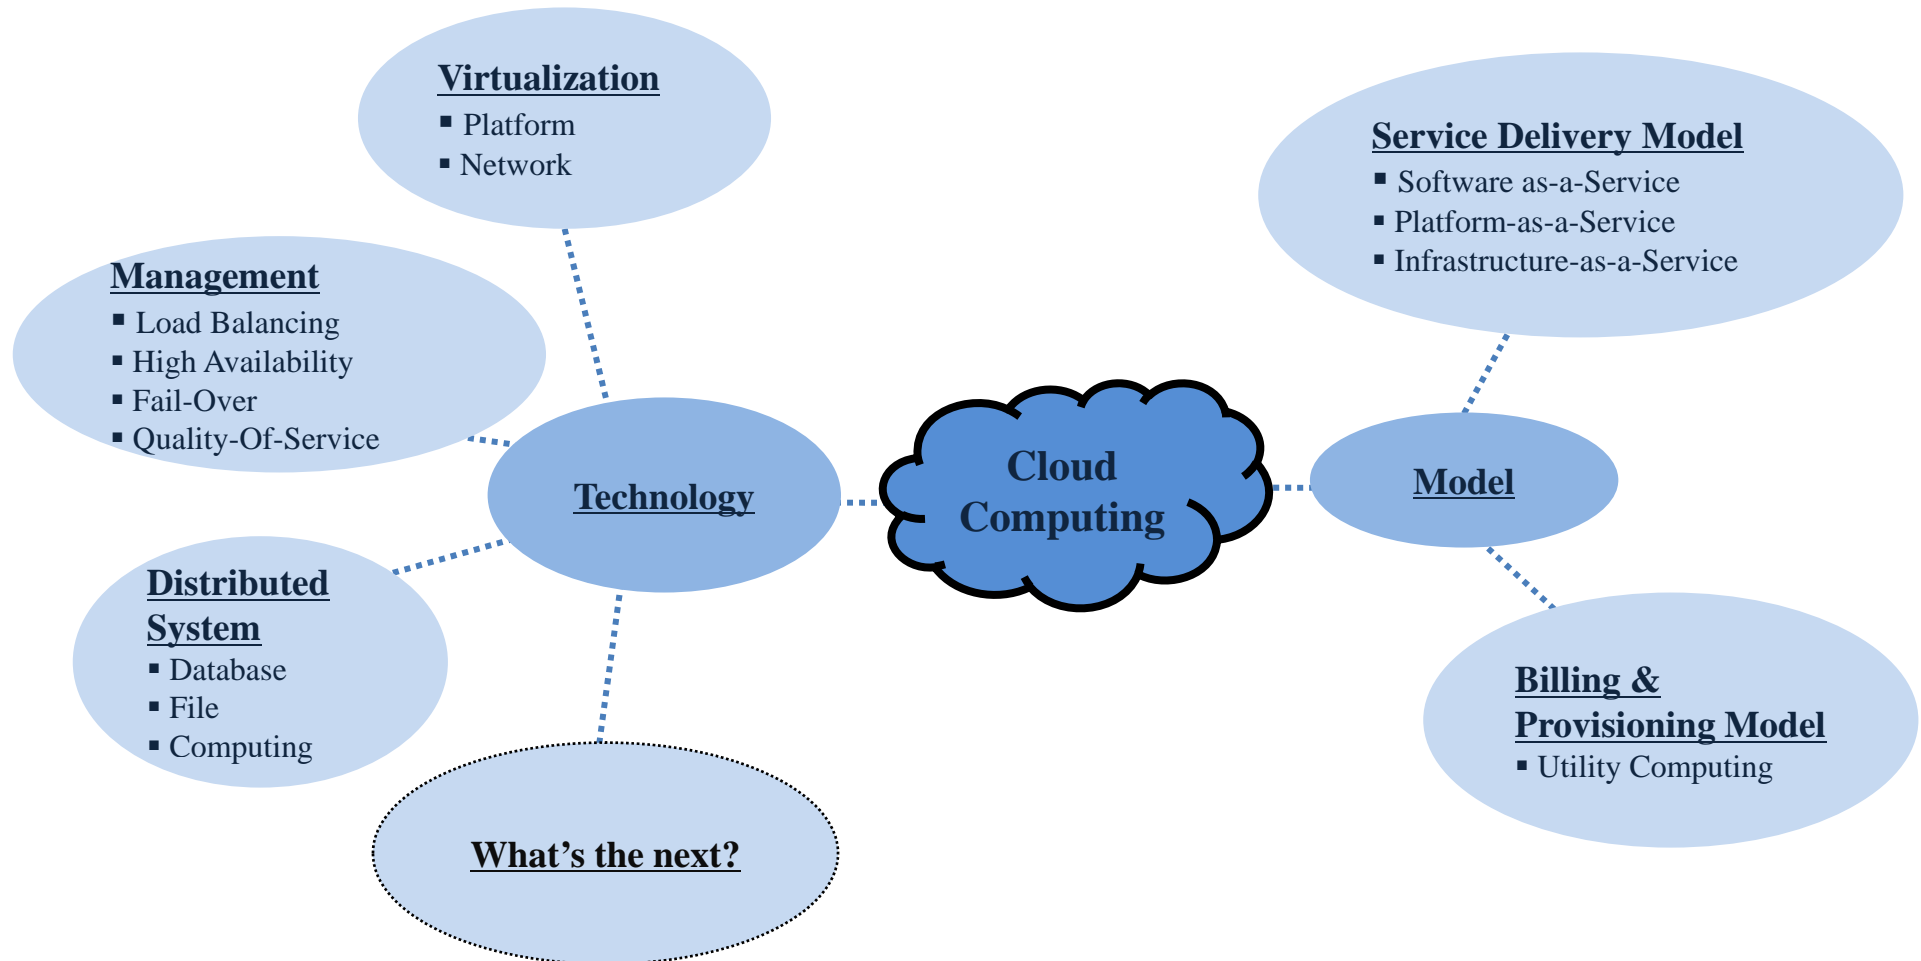 Virtualization
▪ Platform
▪ Network
Management
▪ Load Balancing
▪ High Availability
▪ Fail-Over
▪ Quality-Of-Service
Technology
Distributed
System
▪ Database
▪ File
▪ Computing
What’s the next?
Cloud
Computing
Service Delivery Model
▪ Software as-a-Service
▪ Platform-as-a-Service
▪ Infrastructure-as-a-Service
Model
Billing &
Provisioning Model
▪ Utility Computing